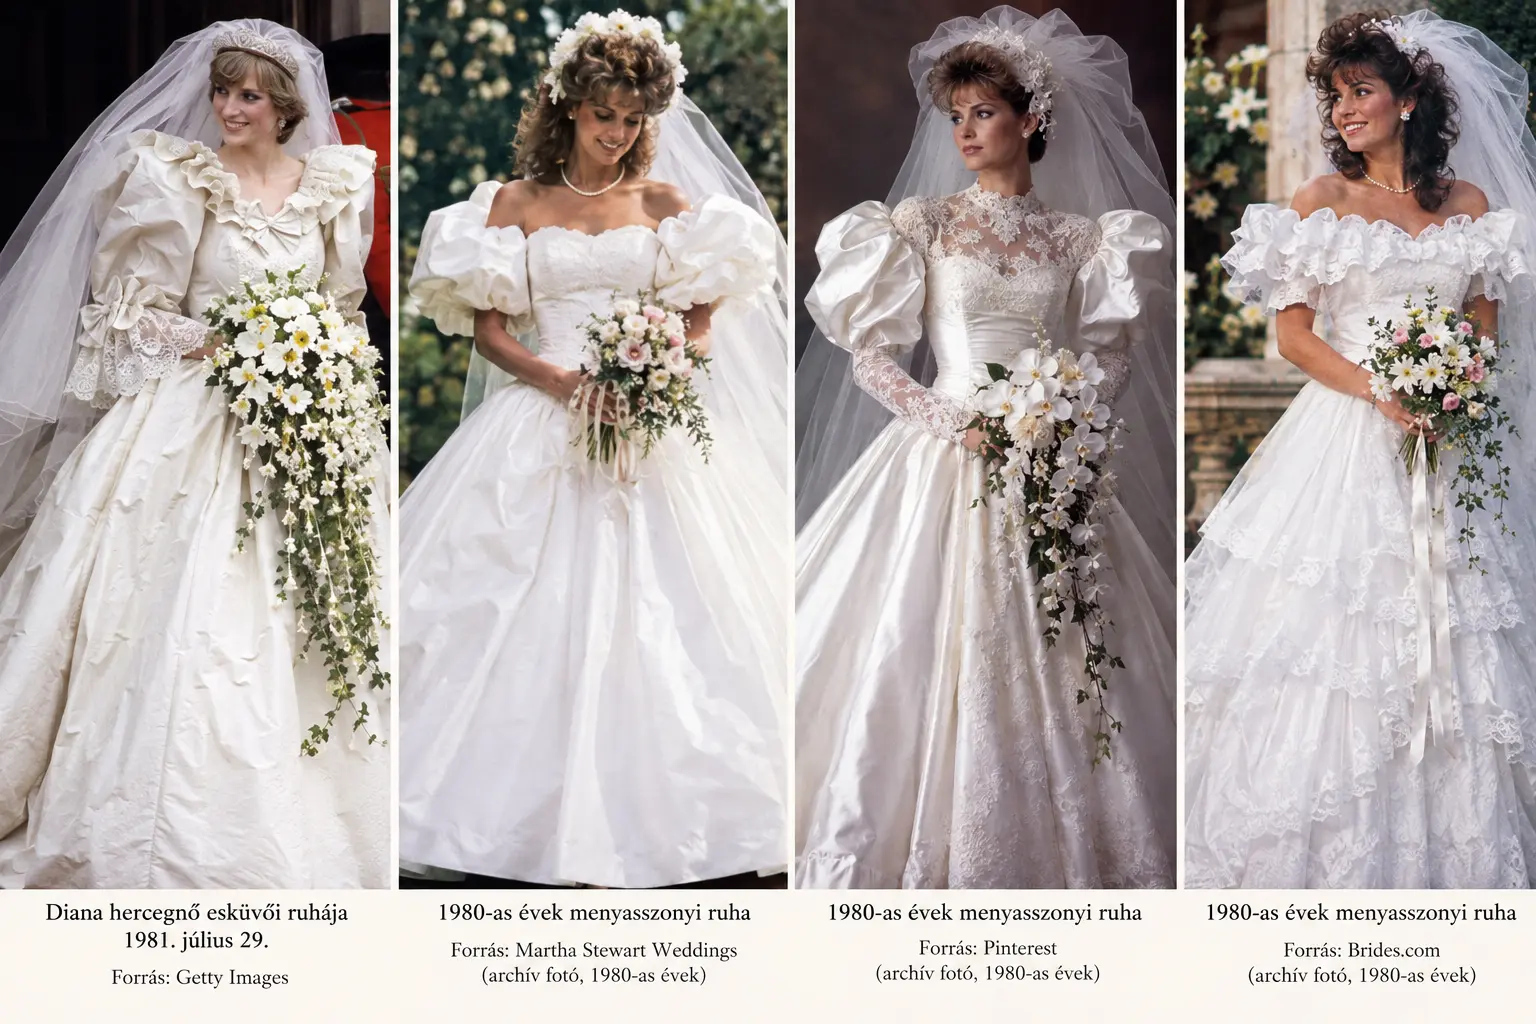 Diana hercegnő esküvői ruhája
1981. július 29.
Forrás: Getty Images
1980-as évek menyasszonyi ruha
Forrás: Martha Stewart Weddings
(archív fotó, 1980-as évek)
1980-as évek menyasszonyi ruha
Forrás: Pinterest
(archív fotó, 1980-as évek)
1980-as évek menyasszonyi ruha
Forrás: Brides.com
(archív fotó, 1980-as évek)